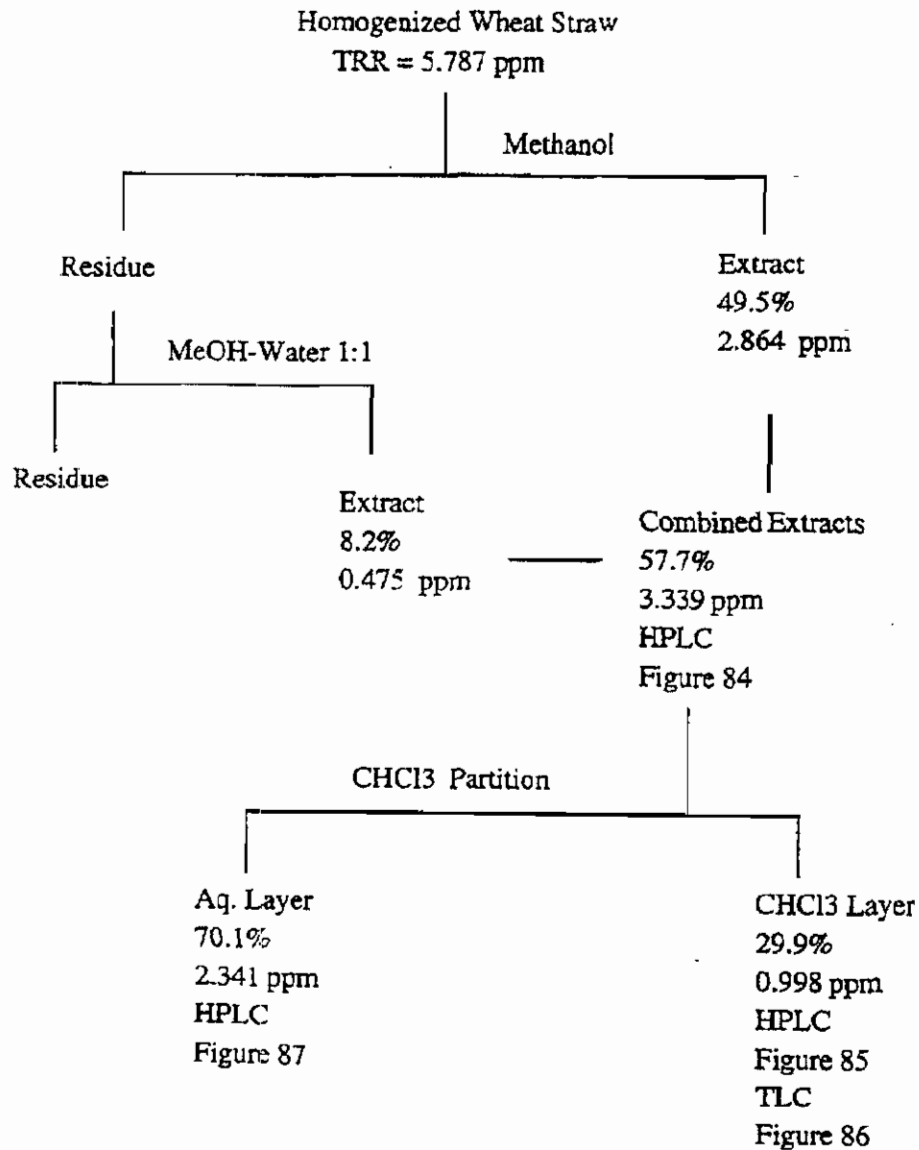 Homogenized Wheat Straw
TRR = 5.787 ppm
Methanol
Residue
Extract
49.5%
2.864 ppm
MeOH-Water 1:1
Residue
Extract
8.2%
0.475 ppm
Combined Extracts
57.7%
3.339 ppm
HPLC
Figure 84
CHCl3 Partition
Aq. Layer
70.1%
2.341 ppm
HPLC
Figure 87
CHCl3 Layer
29.9%
0.998 ppm
HPLC
Figure 85
TLC
Figure 86